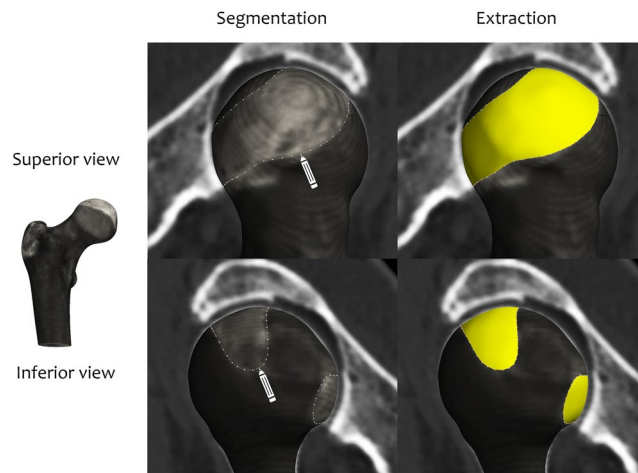 Segmentation
Extraction
Superior view
Inferior view